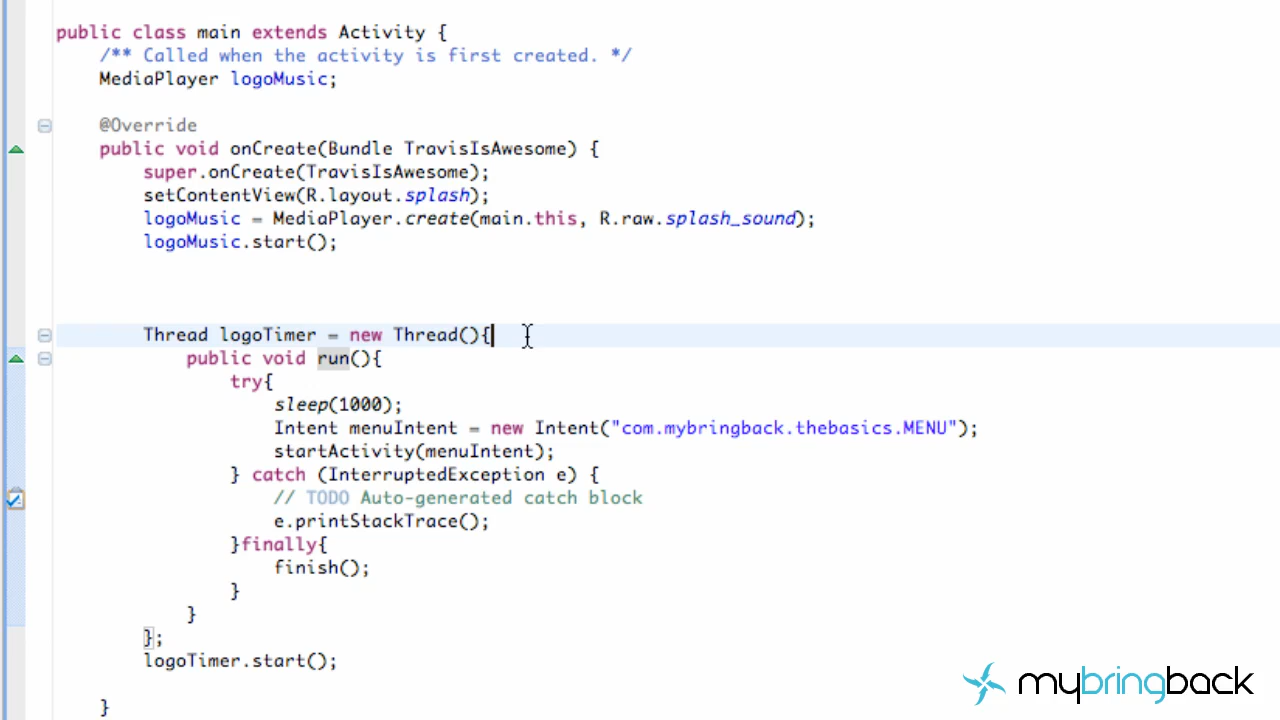 public class main extends Activity {
/** Called when the activity is first created. */
MediaPlayer logoMusic;
@Override
public void onCreate(Bundle TravisIsAwesome) {
super.onCreate(TravisIsAwesome);
setContentView(R.layout.splash);
logoMusic = MediaPlayer.create(main.this, R.raw.splash_sound);
logoMusic.start();
Thread logoTimer = new Thread(){
public void run(){
try{
sleep(1000);
Intent menuIntent = new Intent("com.mybringback.thebasics.MENU");
startActivity(menuIntent);
} catch (InterruptedException e) {
// TODO Auto-generated catch block
e.printStackTrace();
}finally{
finish();
}
}
};
logoTimer.start();
}
mybringback